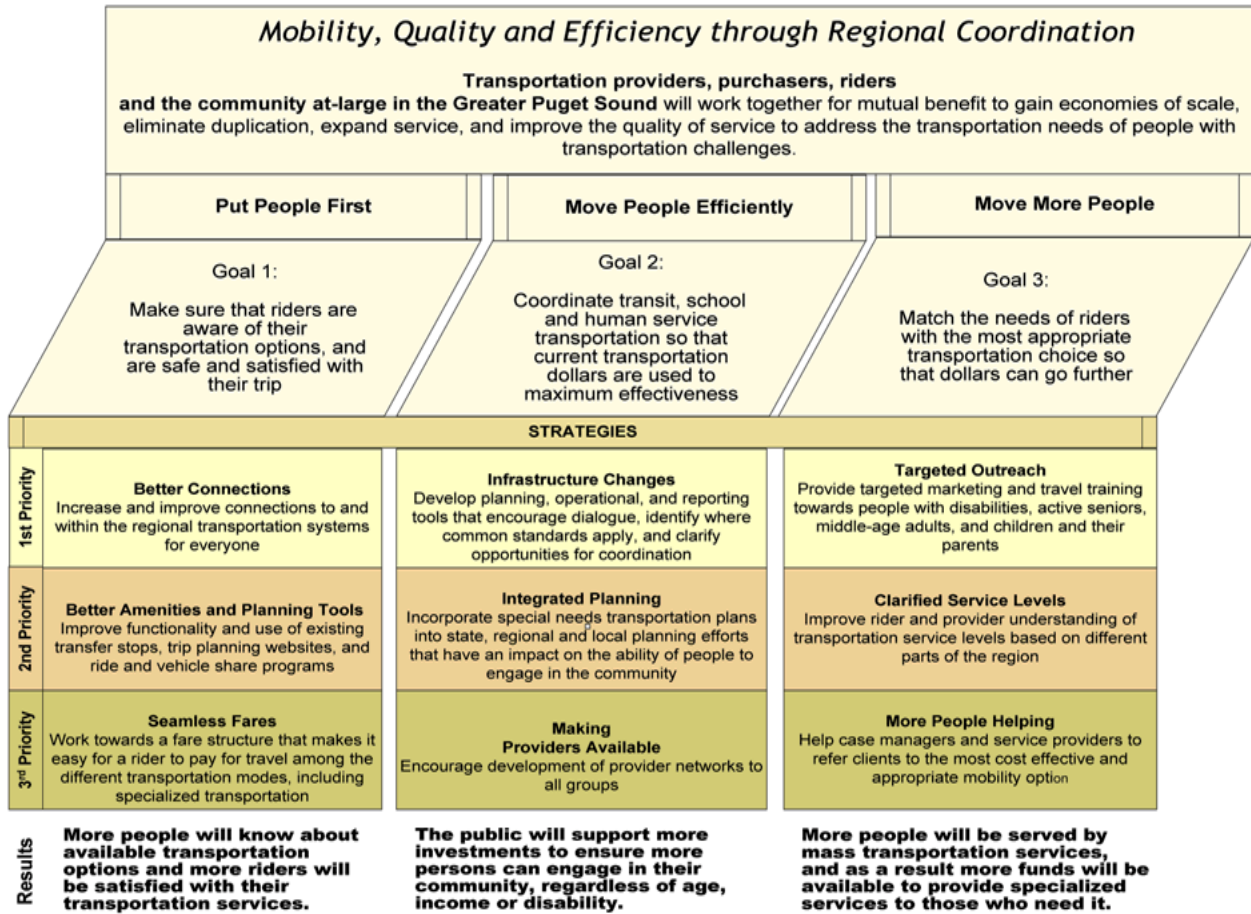 Mobility, Quality and Efficiency through Regional Coordination
Transportation providers, purchasers, riders
and the community at-large in the Greater Puget Sound will work together for mutual benefit to gain economies of scale,
eliminate duplication, expand service, and improve the quality of service to address the transportation needs of people with
transportation challenges.
Put People First
Move People Efficiently
Move More People
Goal 1:
Make sure that riders are
aware of their
transportation options, and
are safe and satisfied with
their trip
Goal 2:
Coordinate transit, school
and human service
transportation so that
current transportation
dollars are used to
maximum effectiveness
Goal 3:
Match the needs of riders
with the most appropriate
transportation choice so
that dollars can go further
STRATEGIES
1st Priority
Better Connections
Increase and improve connections to and
within the regional transportation systems
for everyone
Infrastructure Changes
Develop planning, operational, and reporting
tools that encourage dialogue, identify where
common standards apply, and clarify
opportunities for coordination
Targeted Outreach
Provide targeted marketing and travel training
towards people with disabilities, active seniors,
middle-age adults, and children and their
parents
2nd Priority
Better Amenities and Planning Tools
Improve functionality and use of existing
transfer stops, trip planning websites, and
ride and vehicle share programs
Integrated Planning
Incorporate special needs transportation plans
into state, regional and local planning efforts
that have an impact on the ability of people to
engage in the community
Clarified Service Levels
Improve rider and provider understanding of
transportation service levels based on different
parts of the region
3rd Priority
Seamless Fares
Work towards a fare structure that makes it
easy for a rider to pay for travel among the
different transportation modes, including
specialized transportation
Making
Providers Available
Encourage development of provider networks to
all groups
More People Helping
Help case managers and service providers to
refer clients to the most cost effective and
appropriate mobility option
Results
More people will know about
available transportation
options and more riders will
be satisfied with their
transportation services.
The public will support more
investments to ensure more
persons can engage in their
community, regardless of age,
income or disability.
More people will be served by
mass transportation services,
and as a result more funds will be
available to provide specialized
services to those who need it.